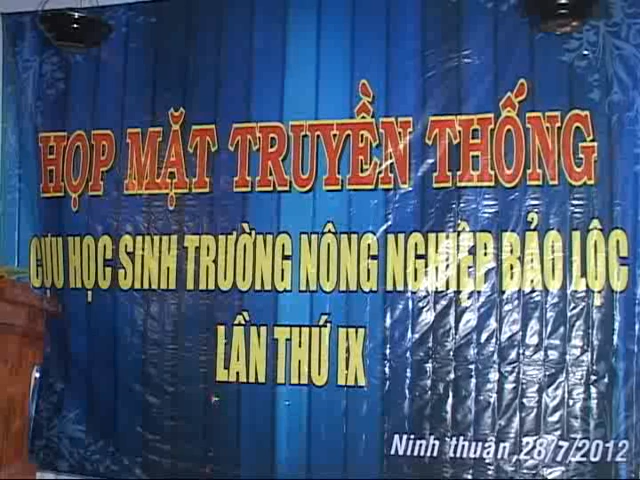 HỌP MẶT TRUYỀN THỐNG
CỰU HỌC SINH TRƯỜNG NÔNG NGHIỆP BẢO LỘC
LẦN THỨ IX
Ninh thuận,28/7/2012